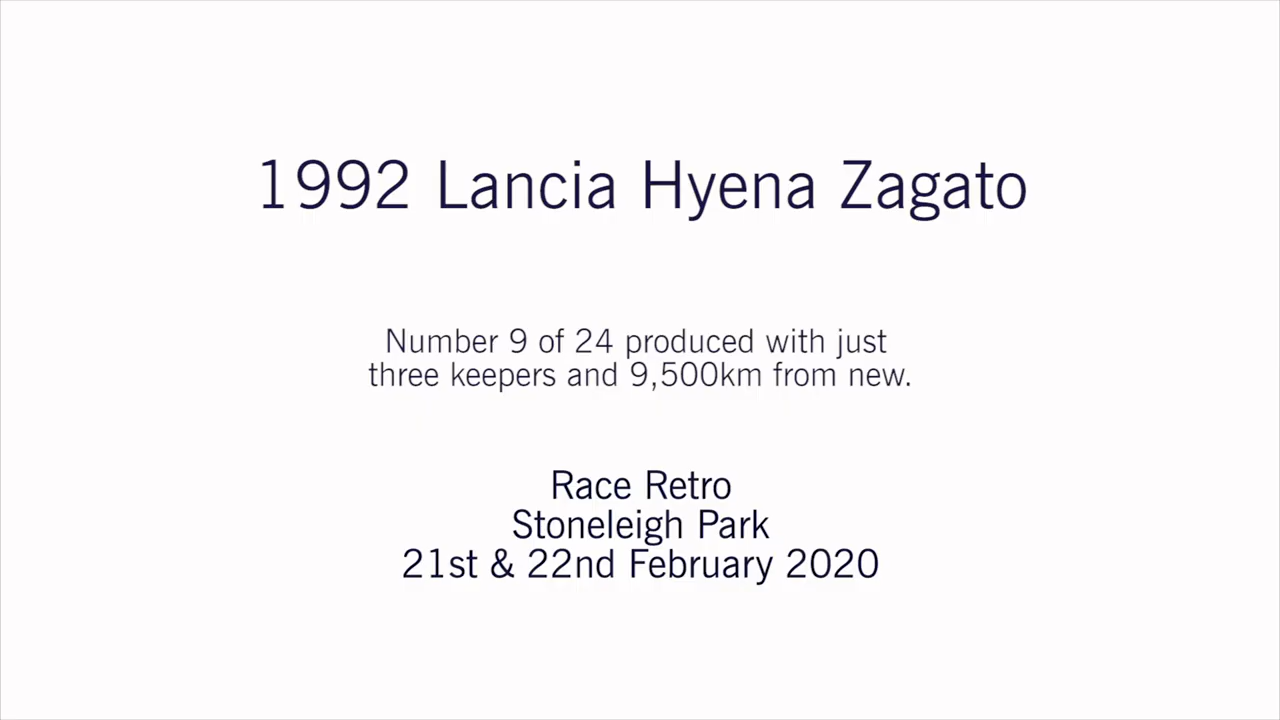 1992 Lancia Hyena Zagato
Number 9 of 24 produced with just
three keepers and 9,500km from new.
Race Retro
Stoneleigh Park
21st & 22nd February 2020